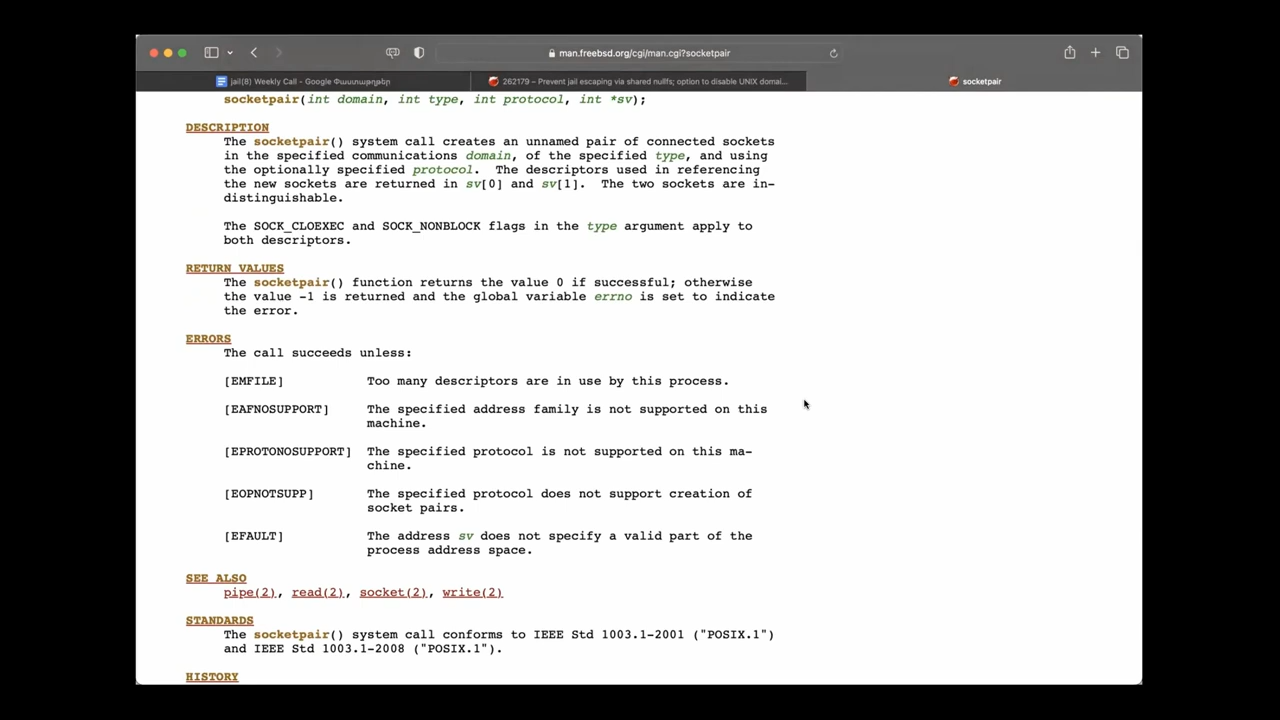 man.freebsd.org/cgi/man.cgi?socketpair
jail(8) Weekly Call - Google Փաստաթղթեր
262179 – Prevent jail escaping via shared nullfs; option to disable UNIX domai...
socketpair
socketpair(int domain, int type, int protocol, int *sv);
DESCRIPTION
The socketpair() system call creates an unnamed pair of connected sockets
in the specified communications domain, of the specified type, and using
the optionally specified protocol. The descriptors used in referencing
the new sockets are returned in sv[0] and sv[1]. The two sockets are in-
distinguishable.
The SOCK_CLOEXEC and SOCK_NONBLOCK flags in the type argument apply to
both descriptors.
RETURN VALUES
The socketpair() function returns the value 0 if successful; otherwise
the value -1 is returned and the global variable errno is set to indicate
the error.
ERRORS
The call succeeds unless:
[EMFILE] Too many descriptors are in use by this process.
[EAFNOSUPPORT] The specified address family is not supported on this
machine.
[EPROTONOSUPPORT] The specified protocol is not supported on this ma-
chine.
[EOPNOTSUPP] The specified protocol does not support creation of
socket pairs.
[EFAULT] The address sv does not specify a valid part of the
process address space.
SEE ALSO
pipe(2), read(2), socket(2), write(2)
STANDARDS
The socketpair() system call conforms to IEEE Std 1003.1-2001 ("POSIX.1")
and IEEE Std 1003.1-2008 ("POSIX.1").
HISTORY